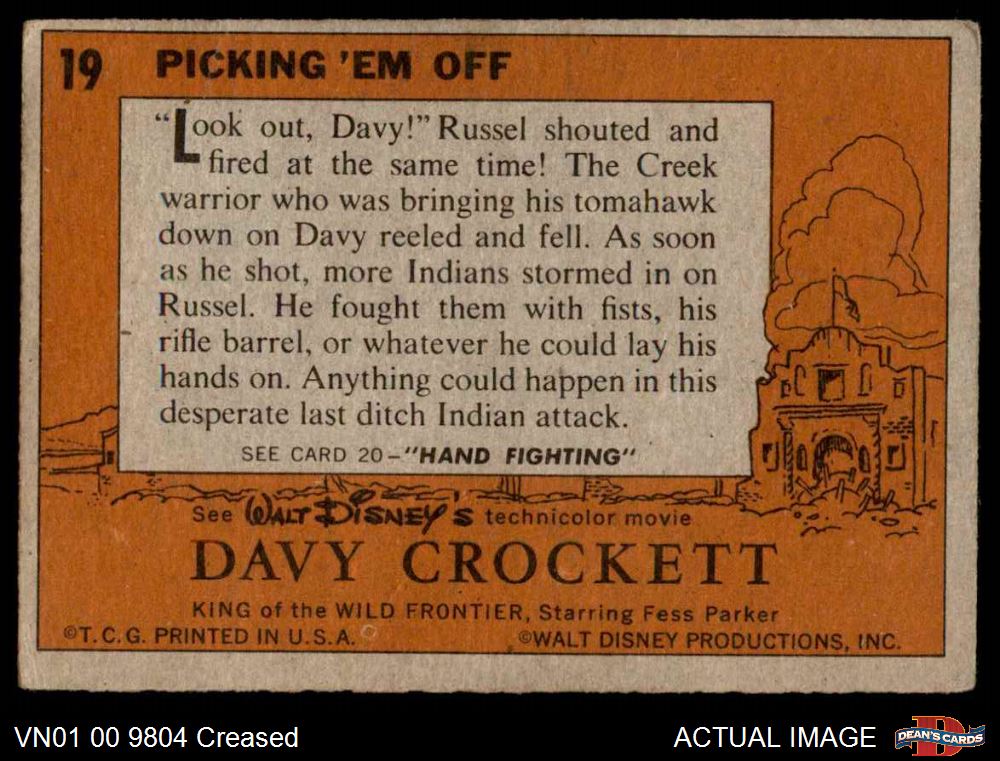 19 PICKING 'EM OFF
"Look out, Davy!" Russel shouted and
fired at the same time! The Creek
warrior who was bringing his tomahawk
down on Davy reeled and fell. As soon
as he shot, more Indians stormed in on
Russel. He fought them with fists, his
rifle barrel, or whatever he could lay his
hands on. Anything could happen in this
desperate last ditch Indian attack.
SEE CARD 20-"HAND FIGHTING"
See WALT DISNEY'S technicolor movie
DAVY CROCKETT
KING of the WILD FRONTIER, Starring Fess Parker
©T.C.G. PRINTED IN U.S.A. ©WALT DISNEY PRODUCTIONS, INC.
VN01 00 9804 Creased ACTUAL IMAGE DEAN'S CARDS